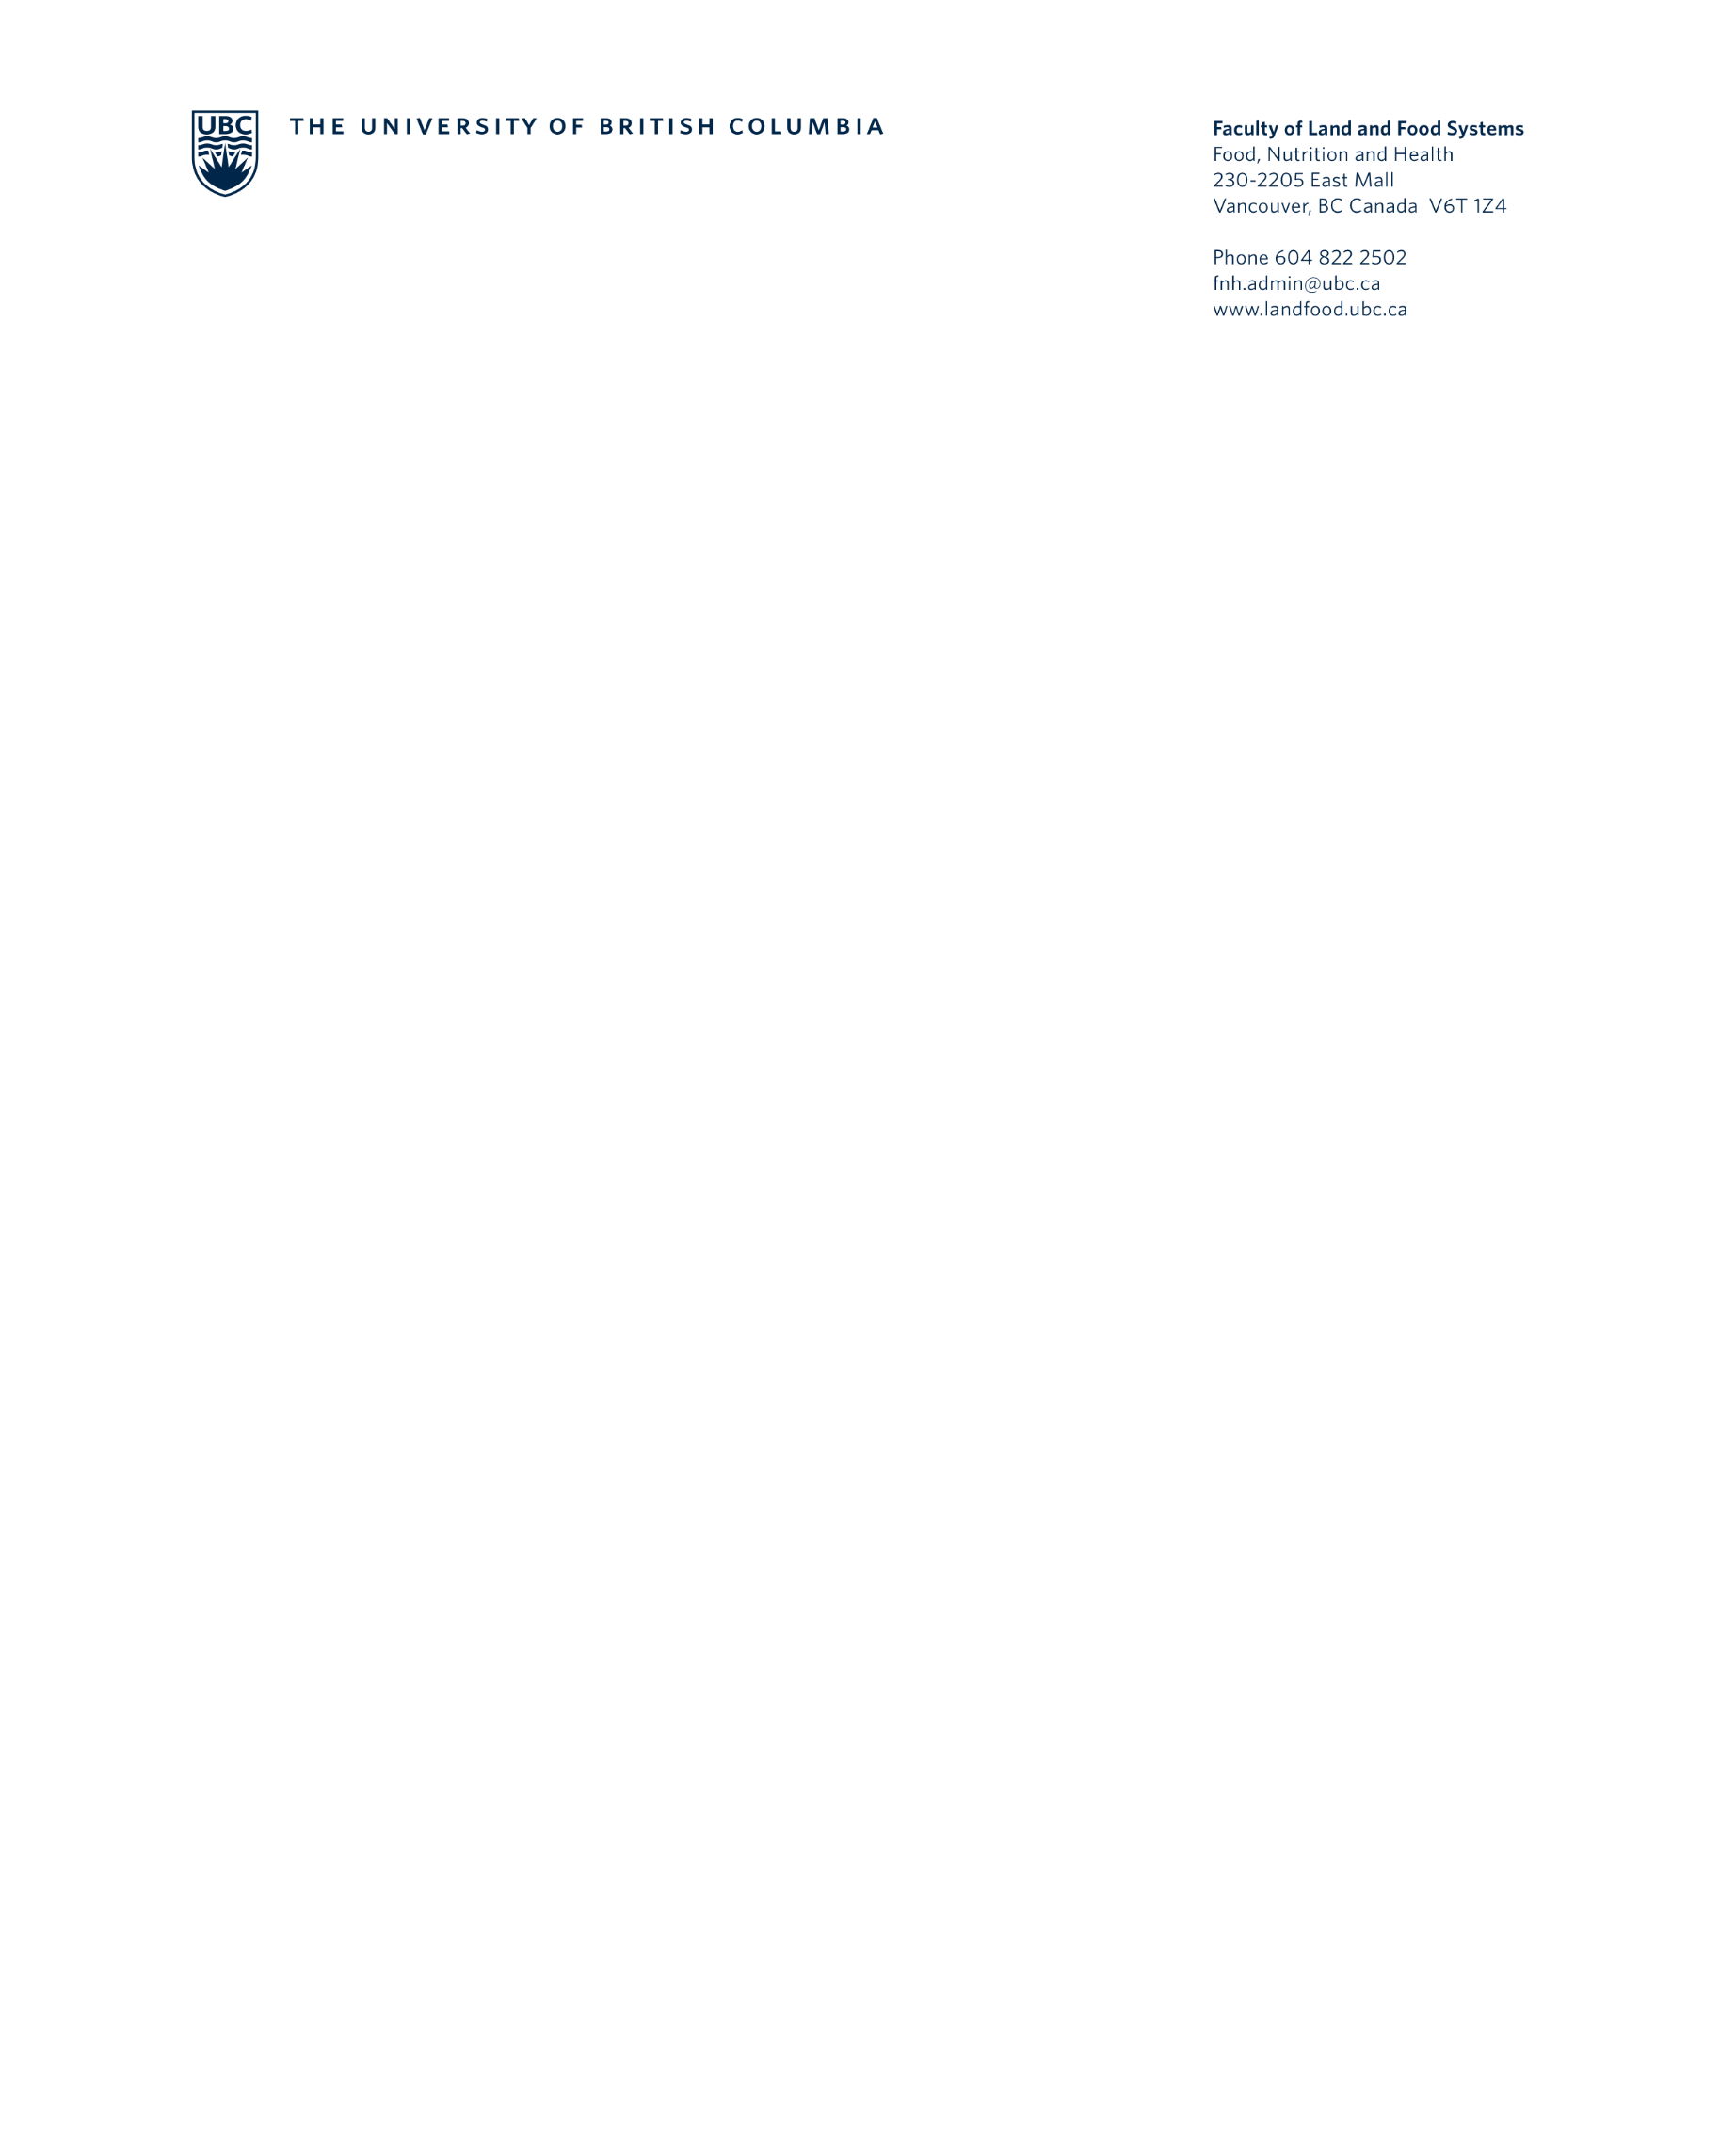 UBC
THE UNIVERSITY OF BRITISH COLUMBIA
Faculty of Land and Food Systems
Food, Nutrition and Health
230-2205 East Mall
Vancouver, BC Canada  V6T 1Z4
Phone 604 822 2502
fnh.admin@ubc.ca
www.landfood.ubc.ca